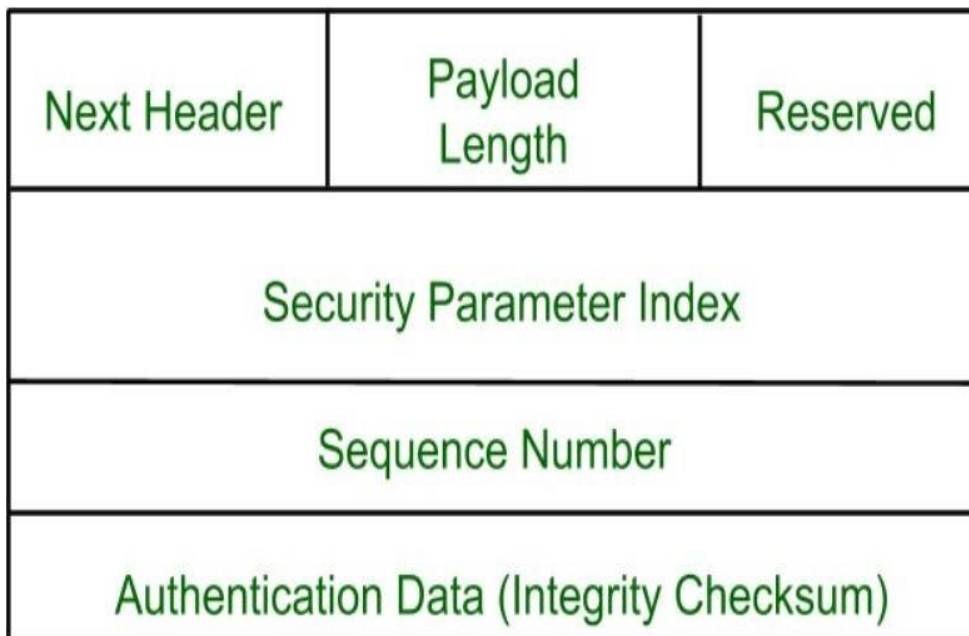 Next Header
Payload
Length
Reserved
Security Parameter Index
Sequence Number
Authentication Data (Integrity Checksum)